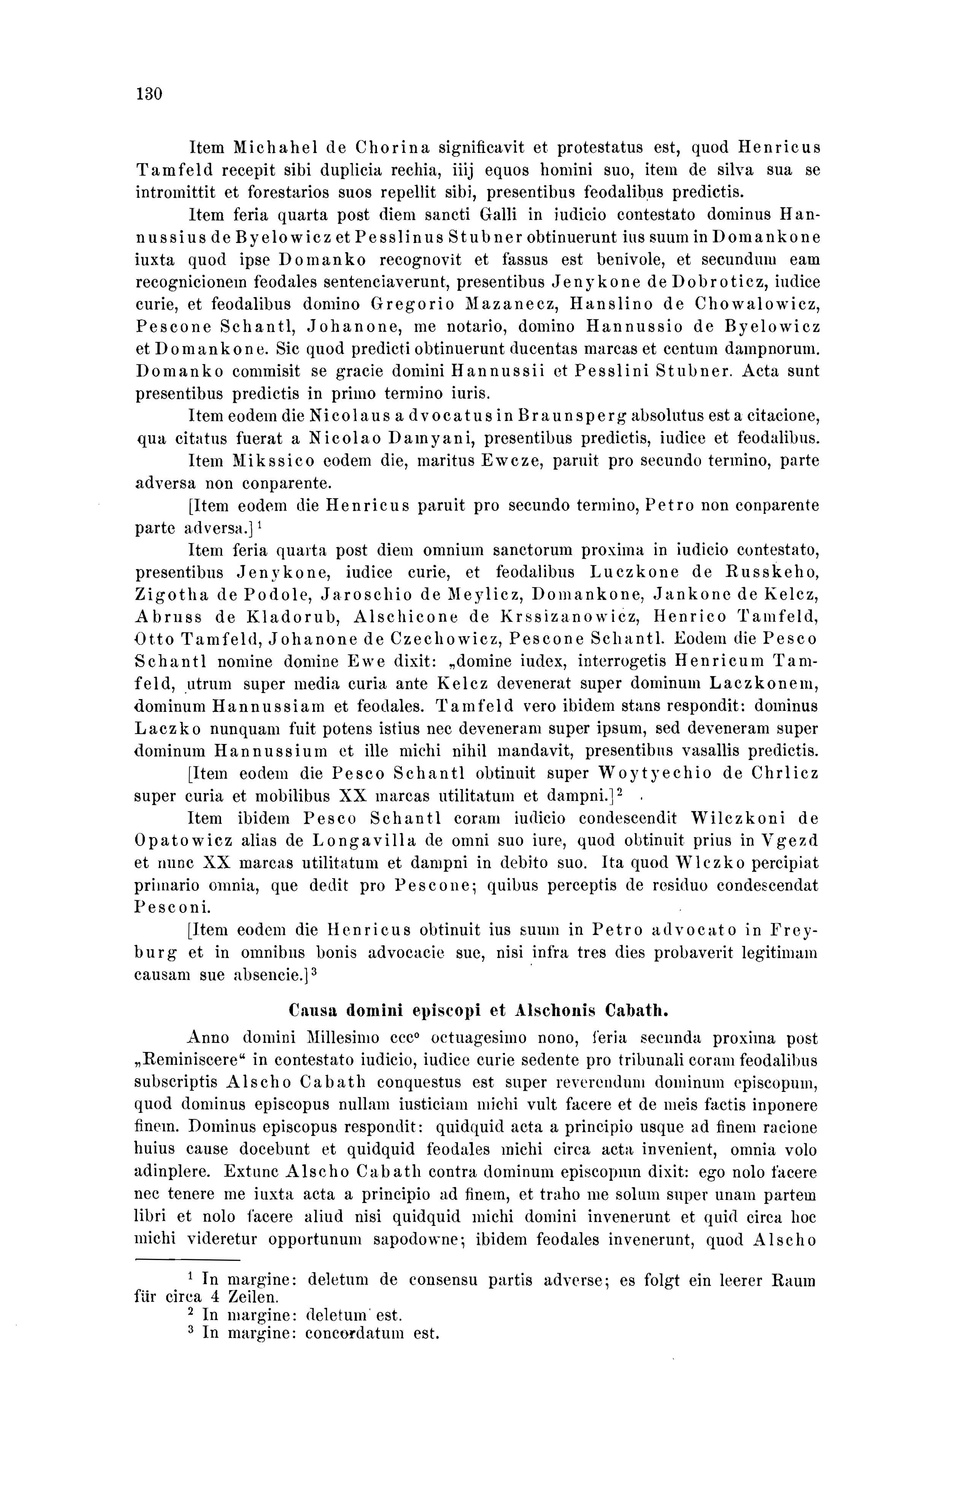 130
Item Michahel de Chorina significavit et protestatus est, quod Henricus
Tamfeld recepit sibi duplicia rechia, iiij equos homini suo, item de silva sua se
intromittit et forestarios suos repellit sibi, presentibus feodalibus predictis.
Item feria quarta post diem sancti Galli in iudicio contestato dominus Han-
nussius de Byelowicz et Pesslinus Stubner obtinuerunt ius suum in Domankone
iuxta quod ipse Domanko recognovit et fassus est benivole, et secundum eam
recognicionem feodales sentenciaverunt, presentibus Jenykone de Dobroticz, iudice
curie, et feodalibus domino Gregorio Mazanecz, Hanslino de Chowalowicz,
Pescone Schantl, Johanone, me notario, domino Hannussio de Byelowicz
et Domankone. Sic quod predicti obtinuerunt ducentas marcas et centum dampnorum.
Domanko commisit se gracie domini Hannussii et Pesslini Stubner. Acta sunt
presentibus predictis in primo termino iuris.
Item eodem die Nicolaus advocatus in Braunsperg absolutus est a citacione,
qua citatus fuerat a Nicolao Damyani, presentibus predictis, iudice et feodalibus.
Item Mikssico eodem die, maritus Ewcze, paruit pro secundo termino, parte
adversa non conparente.
[Item eodem die Henricus paruit pro secundo termino, Petro non conparente
parte adversa.] ¹
Item feria quarta post diem omnium sanctorum proxima in iudicio contestato,
presentibus Jenykone, iudice curie, et feodalibus Luczkone de Russkeho,
Zigotha de Podole, Jaroschio de Meylicz, Domankone, Jankone de Kelcz,
Abruss de Kladorub, Alschicone de Krssizanowicz, Henrico Tamfeld,
Otto Tamfeld, Johanone de Czechowicz, Pescone Schantl. Eodem die Pesco
Schantl nomine domine Ewe dixit: „domine iudex, interrogetis Henricum Tam-
feld, utrum super media curia ante Kelcz devenerat super dominum Laczkonem,
dominum Hannussiam et feodales. Tamfeld vero ibidem stans respondit: dominus
Laczko nunquam fuit potens istius nec deveneram super ipsum, sed deveneram super
dominum Hannussium et ille michi nihil mandavit, presentibus vasallis predictis.
[Item eodem die Pesco Schantl obtinuit super Woytyechio de Chrlicz
super curia et mobilibus XX marcas utilitatum et dampni.] ²
Item ibidem Pesco Schantl coram iudicio condescendit Wilczkoni de
Opatowicz alias de Longavilla de omni suo iure, quod obtinuit prius in Vgezd
et nunc XX marcas utilitatum et dampni in debito suo. Ita quod Wlczko percipiat
primario omnia, que dedit pro Pescone; quibus perceptis de residuo condescendat
Pesconi.
[Item eodem die Henricus obtinuit ius suum in Petro advocato in Frey-
burg et in omnibus bonis advocacie sue, nisi infra tres dies probaverit legitimam
causam sue absencie.] ³
Causa domini episcopi et Alschonis Cabath.
Anno domini Millesimo cccº octuagesimo nono, feria secunda proxima post
„Reminiscere“ in contestato iudicio, iudice curie sedente pro tribunali coram feodalibus
subscriptis Alscho Cabath conquestus est super reverendum dominum episcopum,
quod dominus episcopus nullam iusticiam michi vult facere et de meis factis inponere
finem. Dominus episcopus respondit: quidquid acta a principio usque ad finem racione
huius cause docebunt et quidquid feodales michi circa acta invenient, omnia volo
adinplere. Extunc Alscho Cabath contra dominum episcopum dixit: ego nolo facere
nec tenere me iuxta acta a principio ad finem, et traho me solum super unam partem
libri et nolo facere aliud nisi quidquid michi domini invenerunt et quid circa hoc
michi videretur opportunum sapodowne; ibidem feodales invenerunt, quod Alscho
¹ In margine: deletum de consensu partis adverse; es folgt ein leerer Raum
für circa 4 Zeilen.
² In margine: deletum est.
³ In margine: concordatum est.